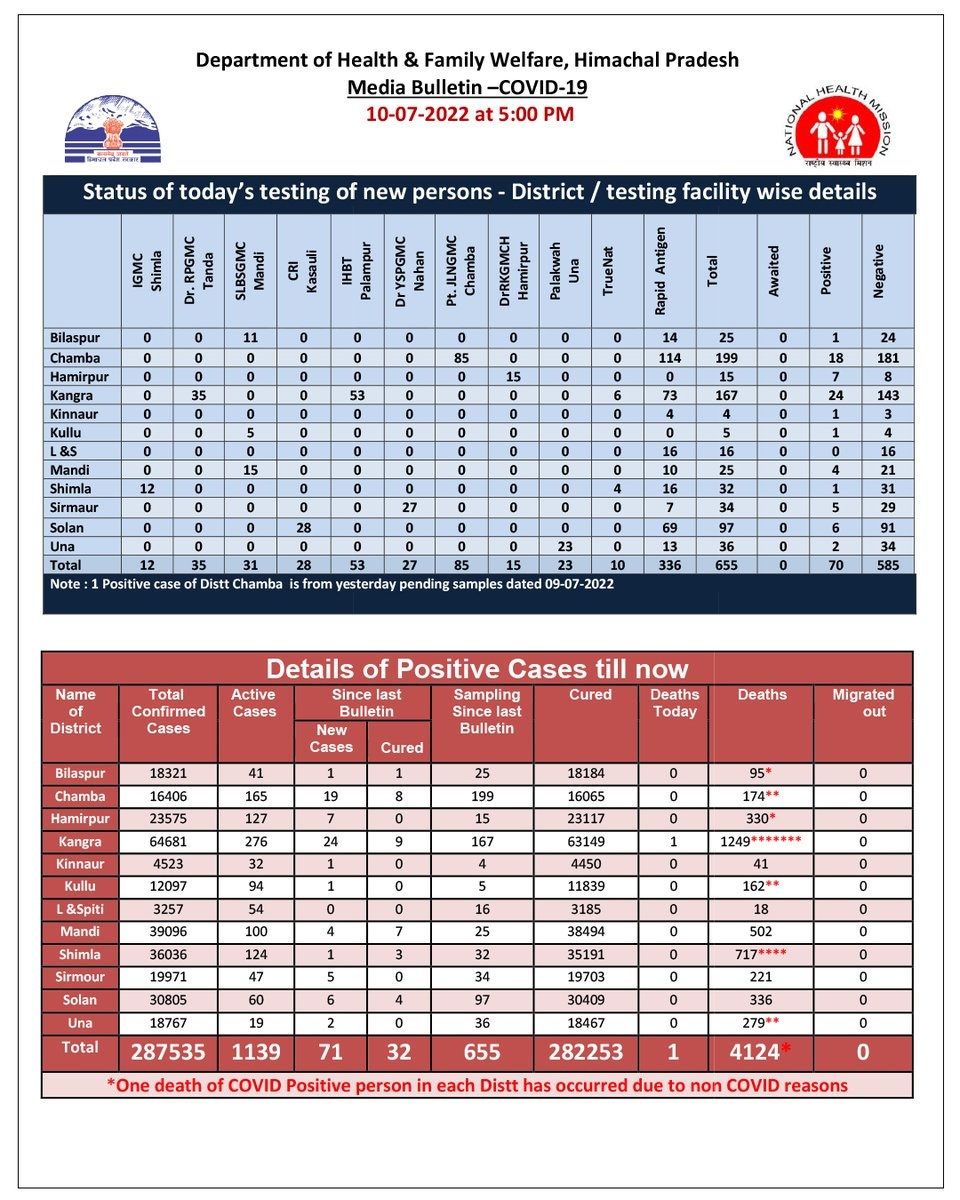 Department of Health & Family Welfare, Himachal Pradesh
Media Bulletin –COVID-19
10-07-2022 at 5:00 PM
NATIONAL HEALTH MISSION
राष्ट्रीय स्वास्थ्य मिशन
सत्यमेव जयते
हिमाचल प्रदेश सरकार
Status of today's testing of new persons - District / testing facility wise details
IGMC Shimla Dr. RPGMC Tanda SLBSGMC Mandi CRI Kasauli IHBT Palampur Dr YSPGMC Nahan Pt. JLNGMC Chamba DrRKGMCH Hamirpur Palakwah Una TrueNat Rapid Antigen Total Awaited Positive Negative
Bilaspur 0 0 11 0 0 0 0 0 0 0 14 25 0 1 24
Chamba 0 0 0 0 0 0 85 0 0 0 114 199 0 18 181
Hamirpur 0 0 0 0 0 0 0 15 0 0 0 15 0 7 8
Kangra 0 35 0 0 53 0 0 0 0 6 73 167 0 24 143
Kinnaur 0 0 0 0 0 0 0 0 0 0 4 4 0 1 3
Kullu 0 0 5 0 0 0 0 0 0 0 0 5 0 1 4
L &S 0 0 0 0 0 0 0 0 0 0 16 16 0 0 16
Mandi 0 0 15 0 0 0 0 0 0 0 10 25 0 4 21
Shimla 12 0 0 0 0 0 0 0 0 4 16 32 0 1 31
Sirmaur 0 0 0 0 0 27 0 0 0 0 7 34 0 5 29
Solan 0 0 0 28 0 0 0 0 0 0 69 97 0 6 91
Una 0 0 0 0 0 0 0 0 23 0 13 36 0 2 34
Total 12 35 31 28 53 27 85 15 23 10 336 655 0 70 585
Note : 1 Positive case of Distt Chamba is from yesterday pending samples dated 09-07-2022
Details of Positive Cases till now
Name of District Total Confirmed Cases Active Cases Since last Bulletin Sampling Since last Bulletin Cured Deaths Today Deaths Migrated out
New Cases Cured
Bilaspur 18321 41 1 1 25 18184 0 95* 0
Chamba 16406 165 19 8 199 16065 0 174** 0
Hamirpur 23575 127 7 0 15 23117 0 330* 0
Kangra 64681 276 24 9 167 63149 1 1249******* 0
Kinnaur 4523 32 1 0 4 4450 0 41 0
Kullu 12097 94 1 0 5 11839 0 162** 0
L &Spiti 3257 54 0 0 16 3185 0 18 0
Mandi 39096 100 4 7 25 38494 0 502 0
Shimla 36036 124 1 3 32 35191 0 717**** 0
Sirmour 19971 47 5 0 34 19703 0 221 0
Solan 30805 60 6 4 97 30409 0 336 0
Una 18767 19 2 0 36 18467 0 279** 0
Total 287535 1139 71 32 655 282253 1 4124* 0
*One death of COVID Positive person in each Distt has occurred due to non COVID reasons